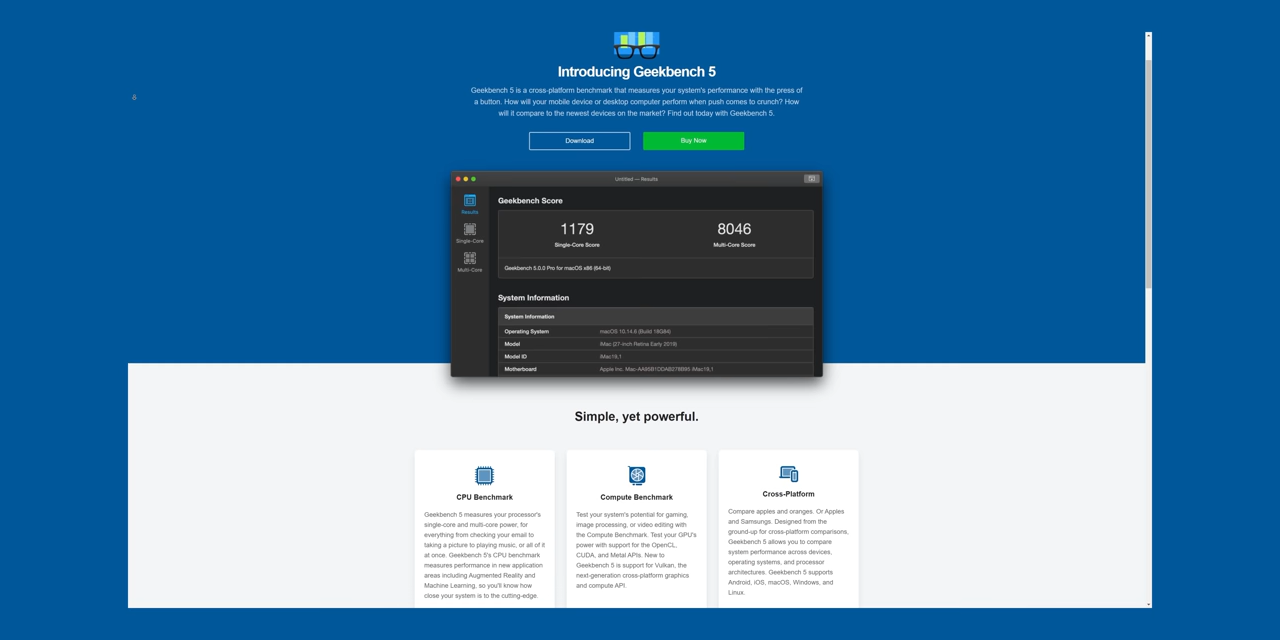 Introducing Geekbench 5
Geekbench 5 is a cross-platform benchmark that measures your system's performance with the press of
a button. How will your mobile device or desktop computer perform when push comes to crunch? How
will it compare to the newest devices on the market? Find out today with Geekbench 5.
Download
Buy Now
Untitled — Results
Results
Single-Core
Multi-Core
Geekbench Score
1179
8046
Single-Core Score
Multi-Core Score
Geekbench 5.0.0 Pro for macOS x86 (64-bit)
System Information
System Information
Operating System macOS 10.14.6 (Build 18G84)
Model iMac (27-inch Retina Early 2019)
Model ID iMac19,1
Motherboard Apple Inc. Mac-AA95B1DDAB278B95 iMac19,1
Simple, yet powerful.
CPU Benchmark
Geekbench 5 measures your processor's
single-core and multi-core power, for
everything from checking your email to
taking a picture to playing music, or all of it
at once. Geekbench 5's CPU benchmark
measures performance in new application
areas including Augmented Reality and
Machine Learning, so you'll know how
close your system is to the cutting-edge.
Compute Benchmark
Test your system's potential for gaming,
image processing, or video editing with
the Compute Benchmark. Test your GPU's
power with support for the OpenCL,
CUDA, and Metal APIs. New to
Geekbench 5 is support for Vulkan, the
next-generation cross-platform graphics
and compute API.
Cross-Platform
Compare apples and oranges. Or Apples
and Samsungs. Designed from the
ground-up for cross-platform comparisons,
Geekbench 5 allows you to compare
system performance across devices,
operating systems, and processor
architectures. Geekbench 5 supports
Android, iOS, macOS, Windows, and
Linux.